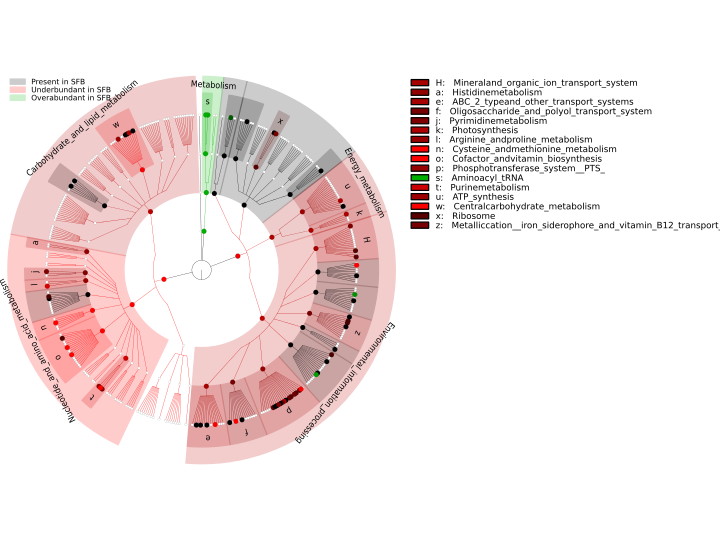 Present in SFB
Underbundant in SFB
Overabundant in SFB
Metabolism
Carbohydrate_and_lipid_metabolism
Energy_metabolism
Environmental_information_processing
Nucleotide_and_amino_acid_metabolism
s
x
w
u
k
H
z
p
f
e
r
o
n
l
j
a
H: Mineraland_organic_ion_transport_system
a: Histidinemetabolism
e: ABC_2_typeand_other_transport_systems
f: Oligosaccharide_and_polyol_transport_system
j: Pyrimidinemetabolism
k: Photosynthesis
l: Arginine_andproline_metabolism
n: Cysteine_andmethionine_metabolism
o: Cofactor_andvitamin_biosynthesis
p: Phosphotransferase_system__PTS_
s: Aminoacyl_tRNA
t: Purinemetabolism
u: ATP_synthesis
w: Centralcarbohydrate_metabolism
x: Ribosome
z: Metalliccation__iron_siderophore_and_vitamin_B12_transport_